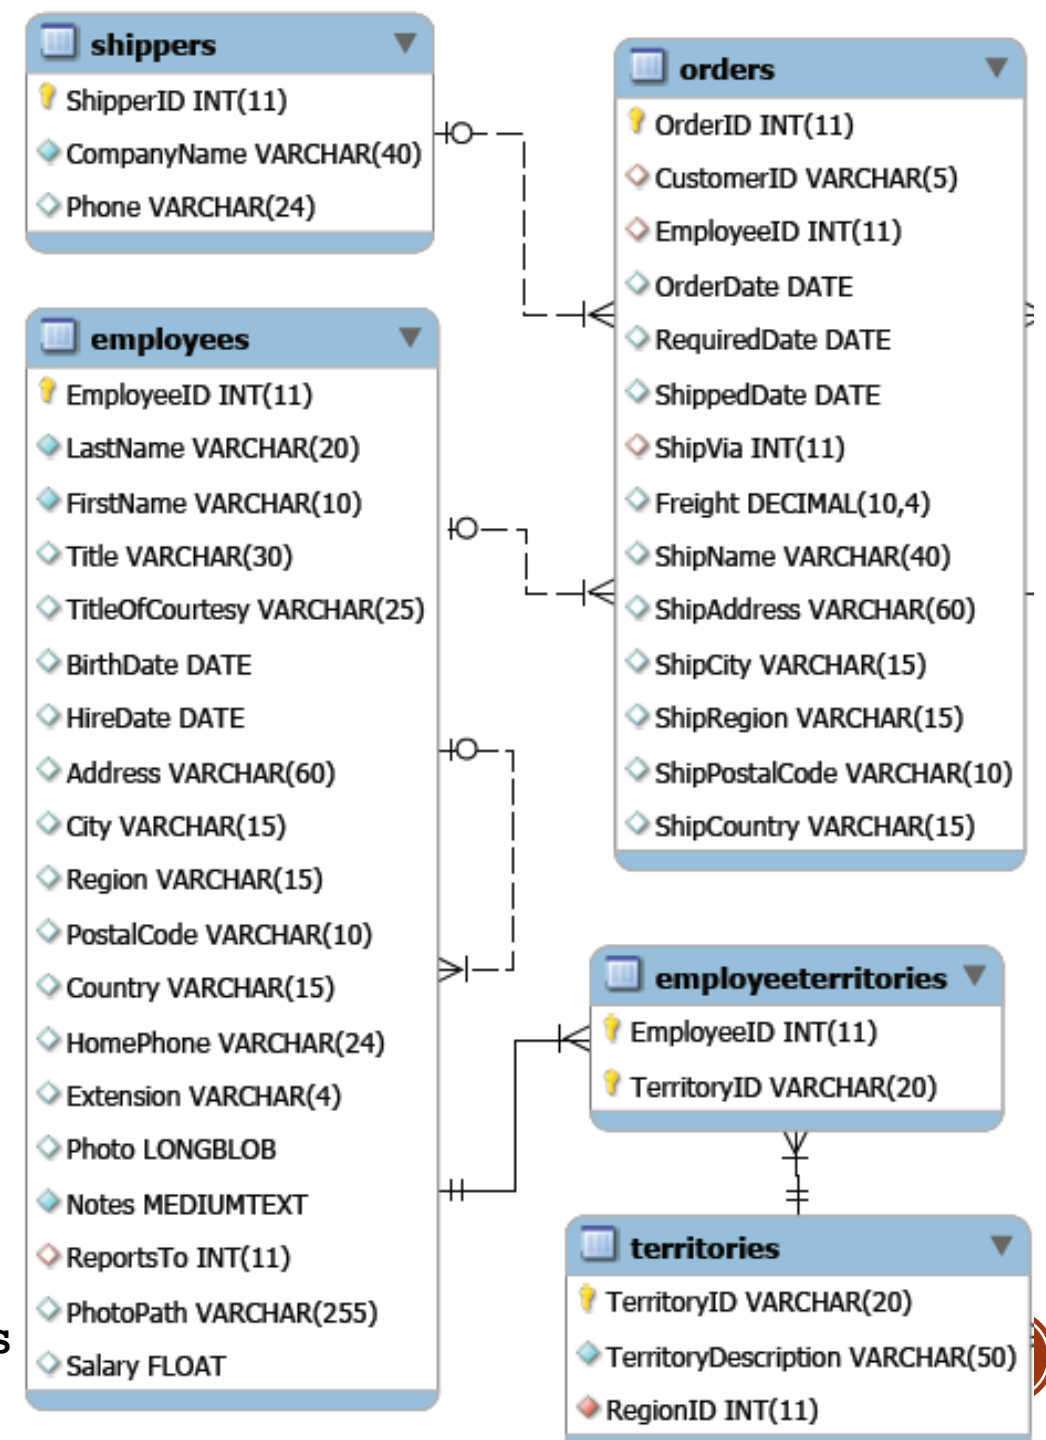 shippers
ShipperID INT(11)
CompanyName VARCHAR(40)
Phone VARCHAR(24)
orders
OrderID INT(11)
CustomerID VARCHAR(5)
EmployeeID INT(11)
OrderDate DATE
RequiredDate DATE
ShippedDate DATE
ShipVia INT(11)
Freight DECIMAL(10,4)
ShipName VARCHAR(40)
ShipAddress VARCHAR(60)
ShipCity VARCHAR(15)
ShipRegion VARCHAR(15)
ShipPostalCode VARCHAR(10)
ShipCountry VARCHAR(15)
employees
EmployeeID INT(11)
LastName VARCHAR(20)
FirstName VARCHAR(10)
Title VARCHAR(30)
TitleOfCourtesy VARCHAR(25)
BirthDate DATE
HireDate DATE
Address VARCHAR(60)
City VARCHAR(15)
Region VARCHAR(15)
PostalCode VARCHAR(10)
Country VARCHAR(15)
HomePhone VARCHAR(24)
Extension VARCHAR(4)
Photo LONGBLOB
Notes MEDIUMTEXT
ReportsTo INT(11)
PhotoPath VARCHAR(255)
Salary FLOAT
employeeterritories
EmployeeID INT(11)
TerritoryID VARCHAR(20)
territories
TerritoryID VARCHAR(20)
TerritoryDescription VARCHAR(50)
RegionID INT(11)
s